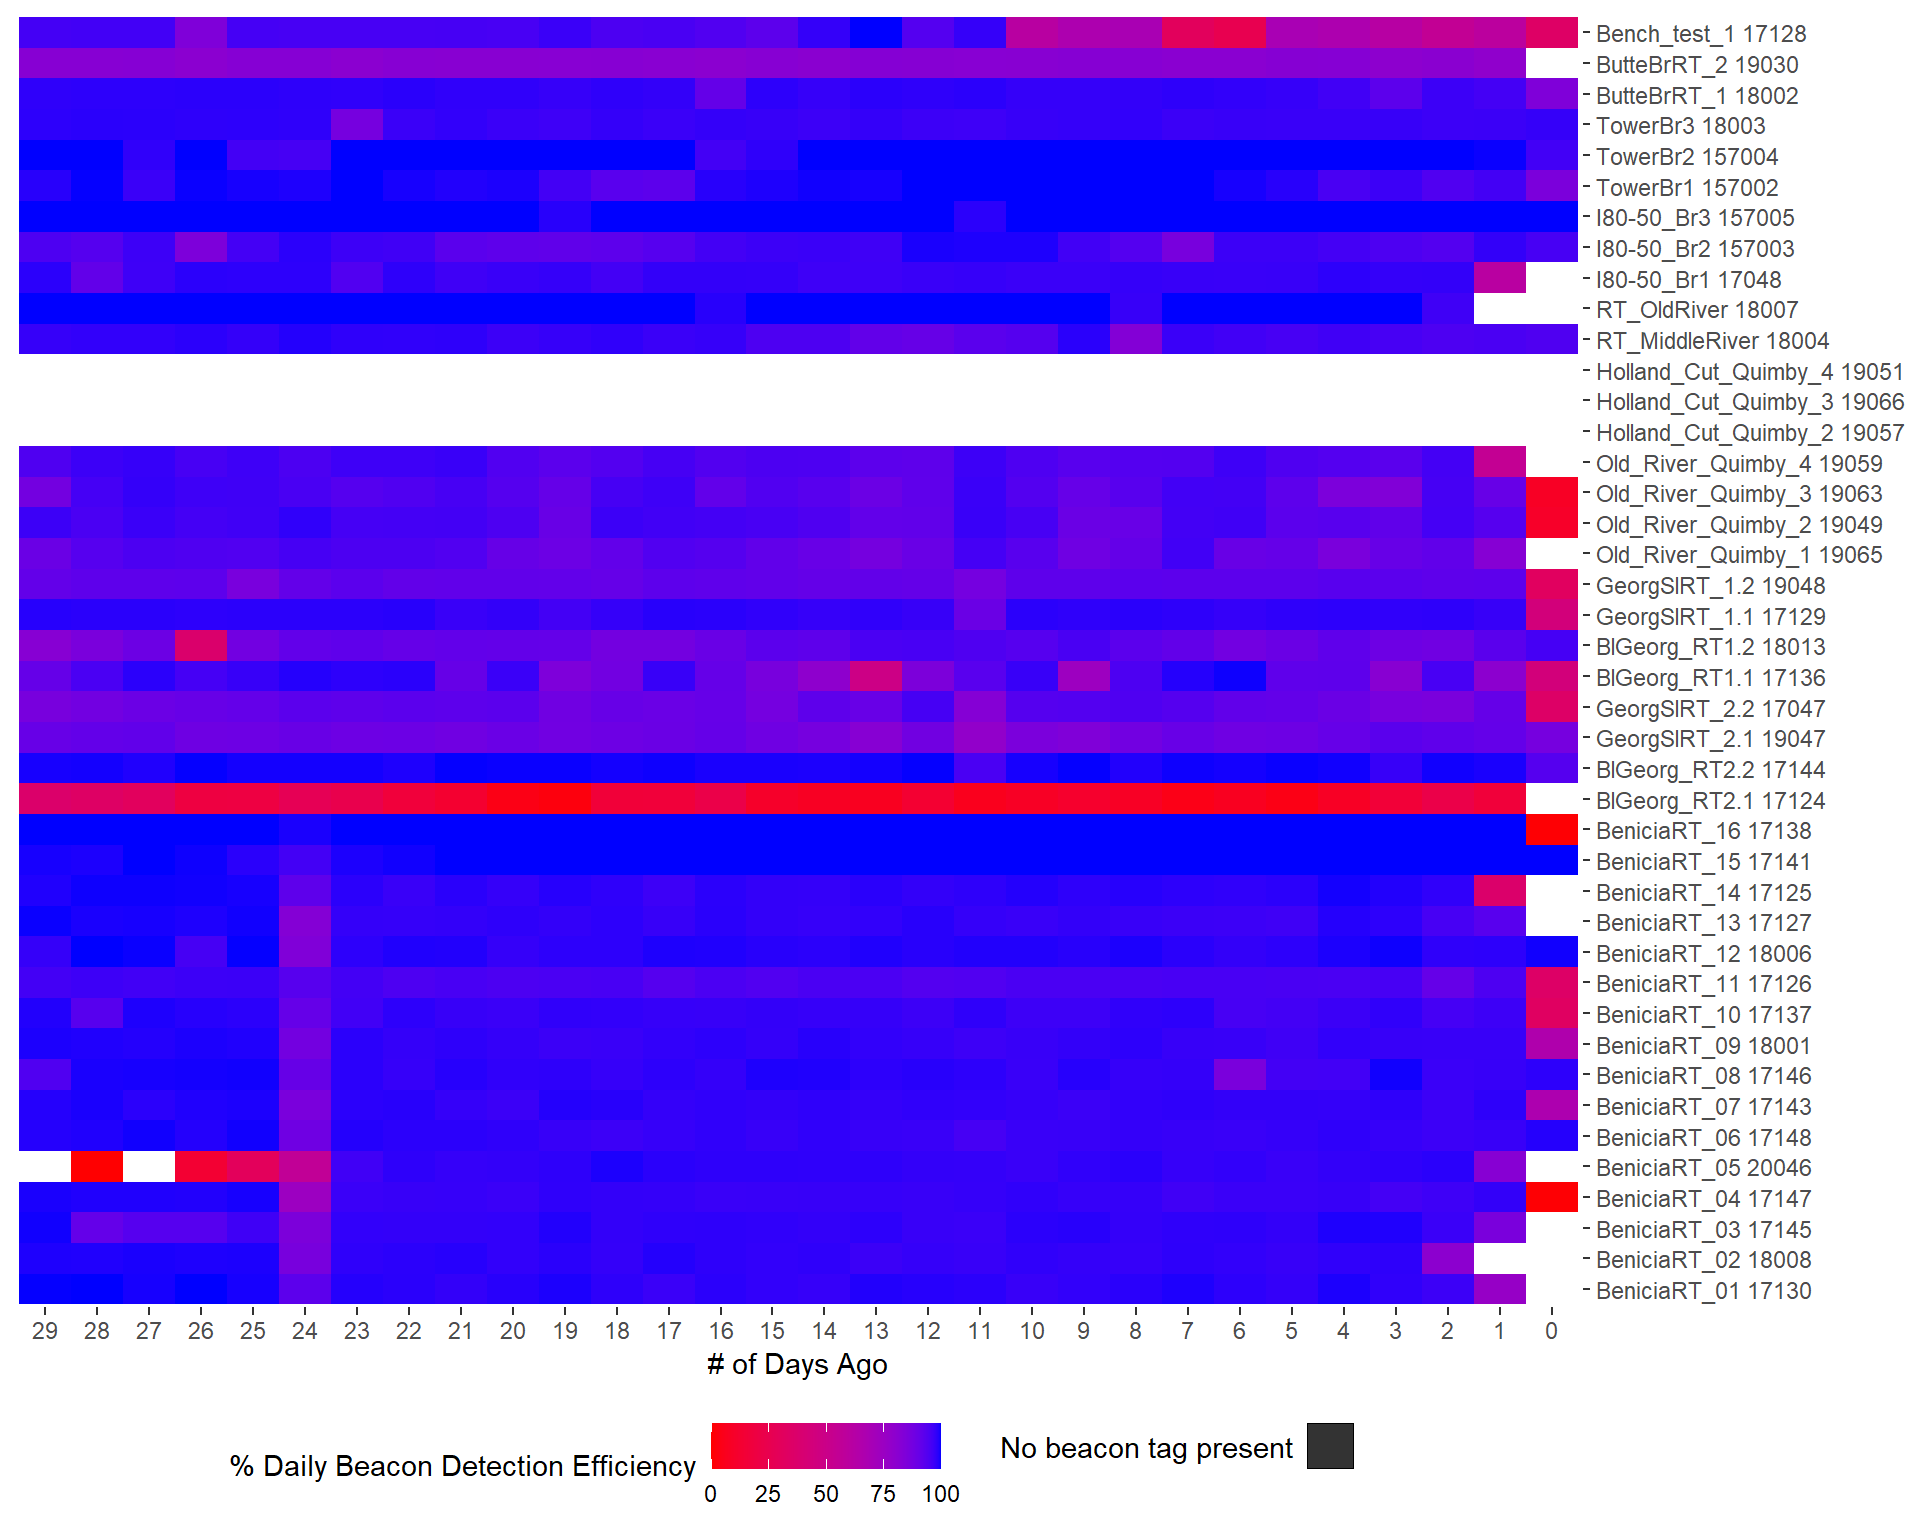 Bench_test_1 17128
ButteBrRT_2 19030
ButteBrRT_1 18002
TowerBr3 18003
TowerBr2 157004
TowerBr1 157002
I80-50_Br3 157005
I80-50_Br2 157003
I80-50_Br1 17048
RT_OldRiver 18007
RT_MiddleRiver 18004
Holland_Cut_Quimby_4 19051
Holland_Cut_Quimby_3 19066
Holland_Cut_Quimby_2 19057
Old_River_Quimby_4 19059
Old_River_Quimby_3 19063
Old_River_Quimby_2 19049
Old_River_Quimby_1 19065
GeorgSlRT_1.2 19048
GeorgSlRT_1.1 17129
BlGeorg_RT1.2 18013
BlGeorg_RT1.1 17136
GeorgSlRT_2.2 17047
GeorgSlRT_2.1 19047
BlGeorg_RT2.2 17144
BlGeorg_RT2.1 17124
BeniciaRT_16 17138
BeniciaRT_15 17141
BeniciaRT_14 17125
BeniciaRT_13 17127
BeniciaRT_12 18006
BeniciaRT_11 17126
BeniciaRT_10 17137
BeniciaRT_09 18001
BeniciaRT_08 17146
BeniciaRT_07 17143
BeniciaRT_06 17148
BeniciaRT_05 20046
BeniciaRT_04 17147
BeniciaRT_03 17145
BeniciaRT_02 18008
BeniciaRT_01 17130
29 28 27 26 25 24 23 22 21 20 19 18 17 16 15 14 13 12 11 10 9 8 7 6 5 4 3 2 1 0
# of Days Ago
% Daily Beacon Detection Efficiency
0 25 50 75 100
No beacon tag present